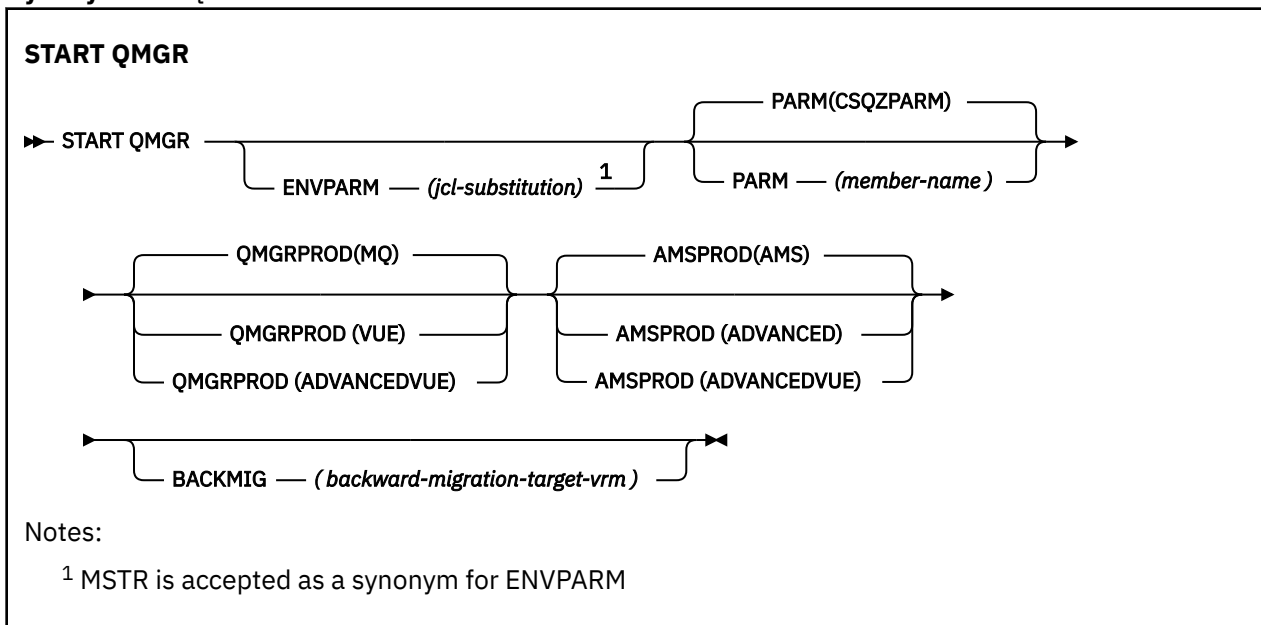 START QMGR
PARM(CSQZPARM)
START QMGR
ENVPARM (jcl-substitution) 1 PARM (member-name )
QMGRPROD(MQ) AMSPROD(AMS)
QMGRPROD (VUE) AMSPROD (ADVANCED)
QMGRPROD (ADVANCEDVUE) AMSPROD (ADVANCEDVUE)
BACKMIG ( backward-migration-target-vrm )
Notes:
1 MSTR is accepted as a synonym for ENVPARM